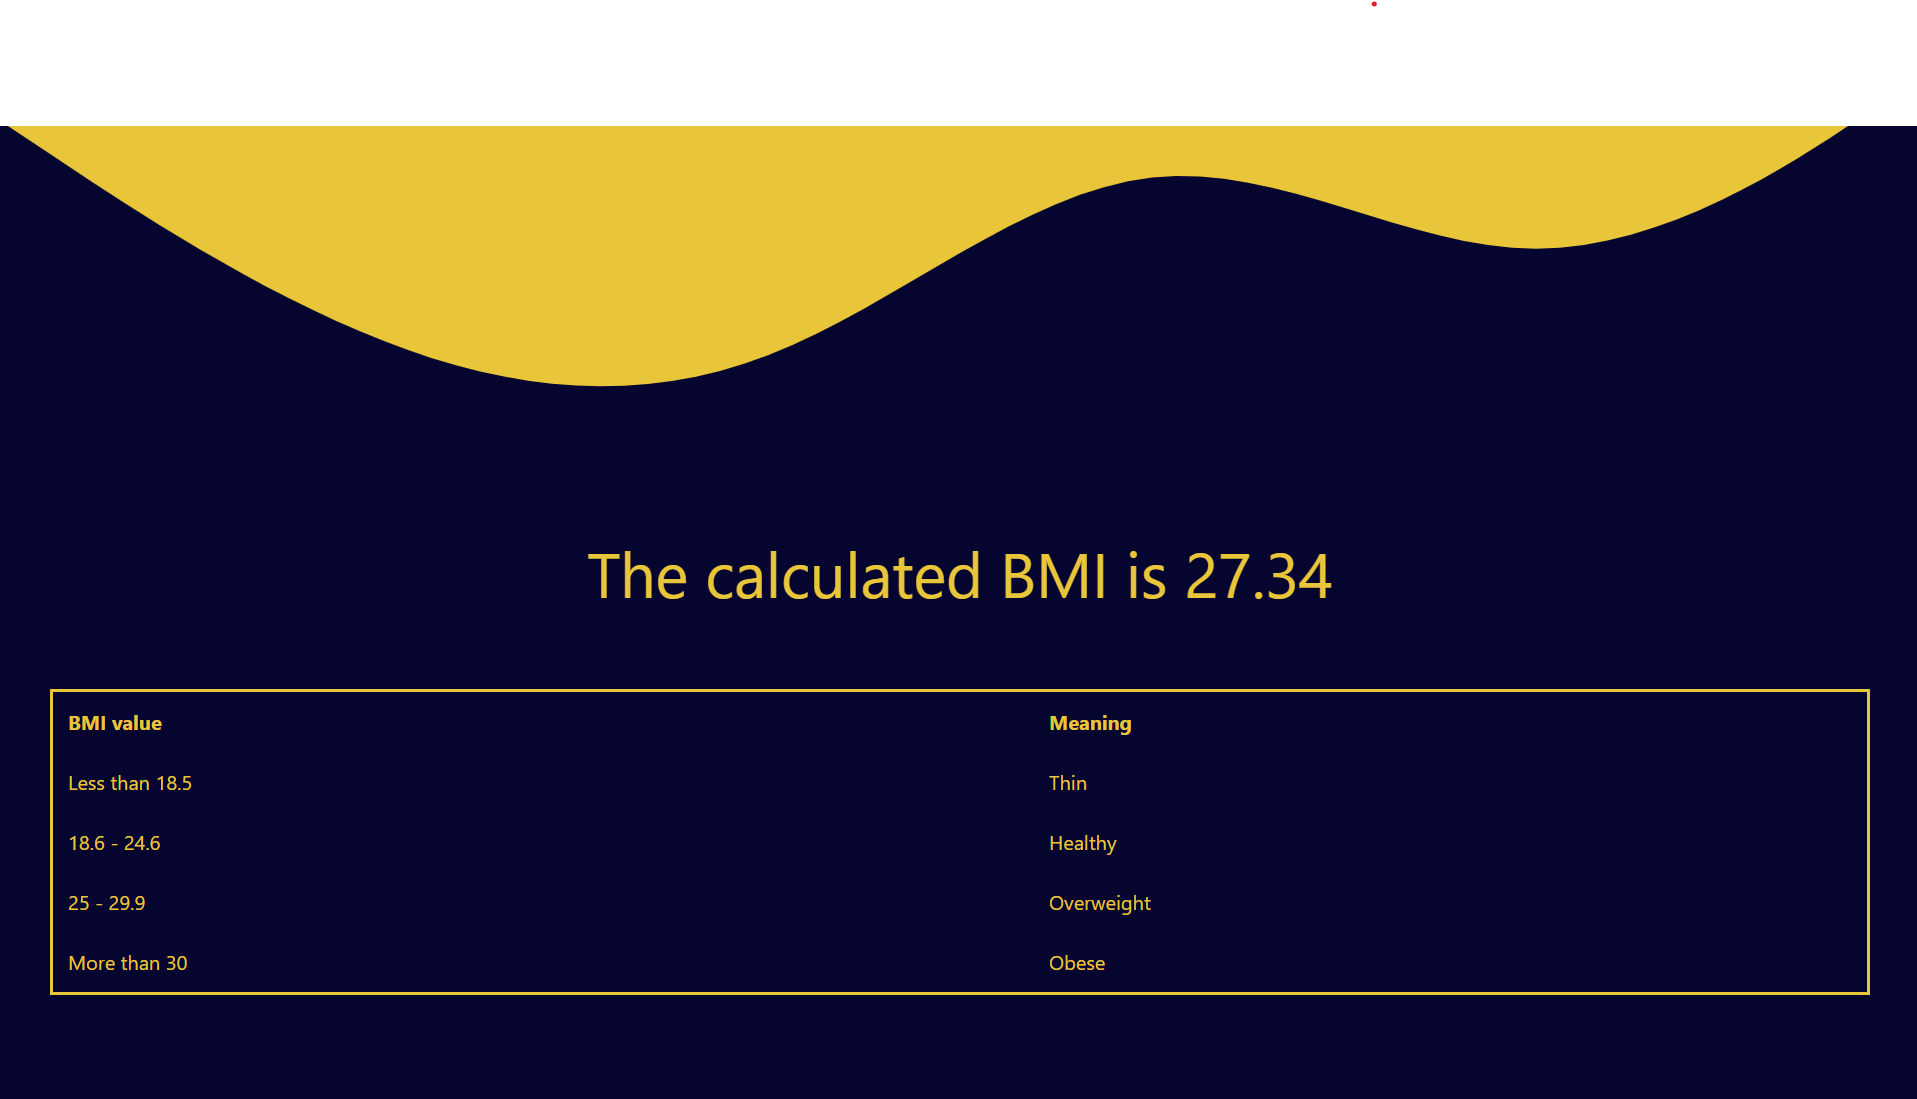 The calculated BMI is 27.34
BMI value Meaning
Less than 18.5 Thin
18.6 - 24.6 Healthy
25 - 29.9 Overweight
More than 30 Obese